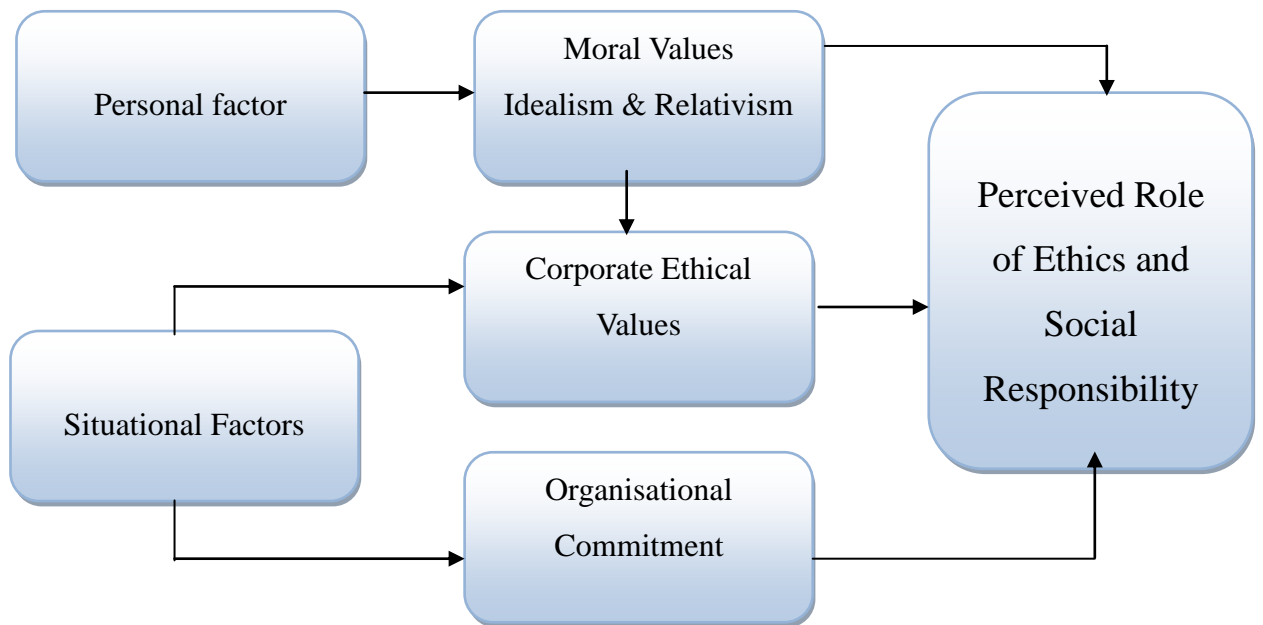 Personal factor
Moral Values
Idealism & Relativism
Corporate Ethical
Values
Situational Factors
Organisational
Commitment
Perceived Role
of Ethics and
Social
Responsibility